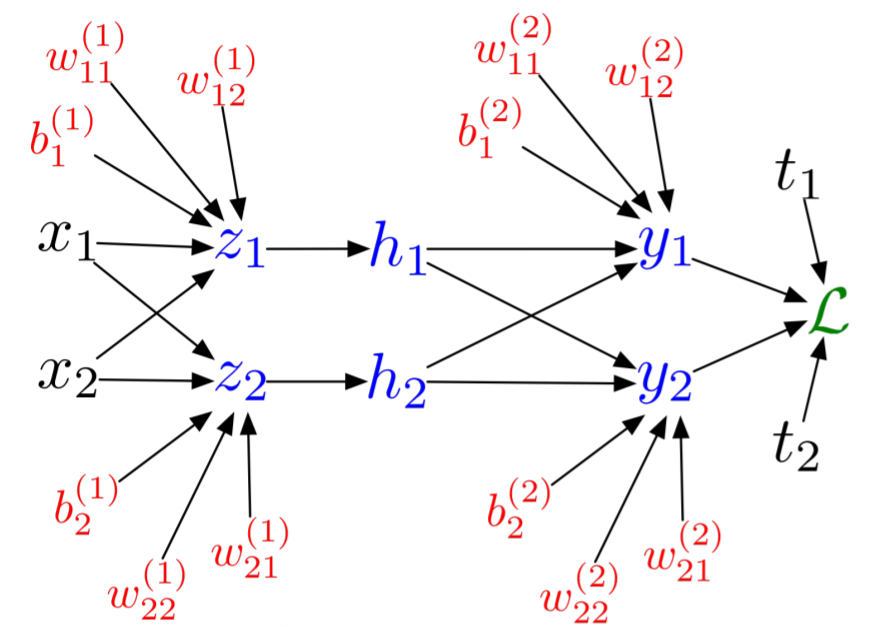 w_{11}^{(1)}
w_{12}^{(1)}
b_1^{(1)}
w_{11}^{(2)}
w_{12}^{(2)}
b_1^{(2)}
t_1
x_1
z_1
h_1
y_1
ℒ
x_2
z_2
h_2
y_2
t_2
b_2^{(1)}
w_{22}^{(1)}
w_{21}^{(1)}
b_2^{(2)}
w_{22}^{(2)}
w_{21}^{(2)}